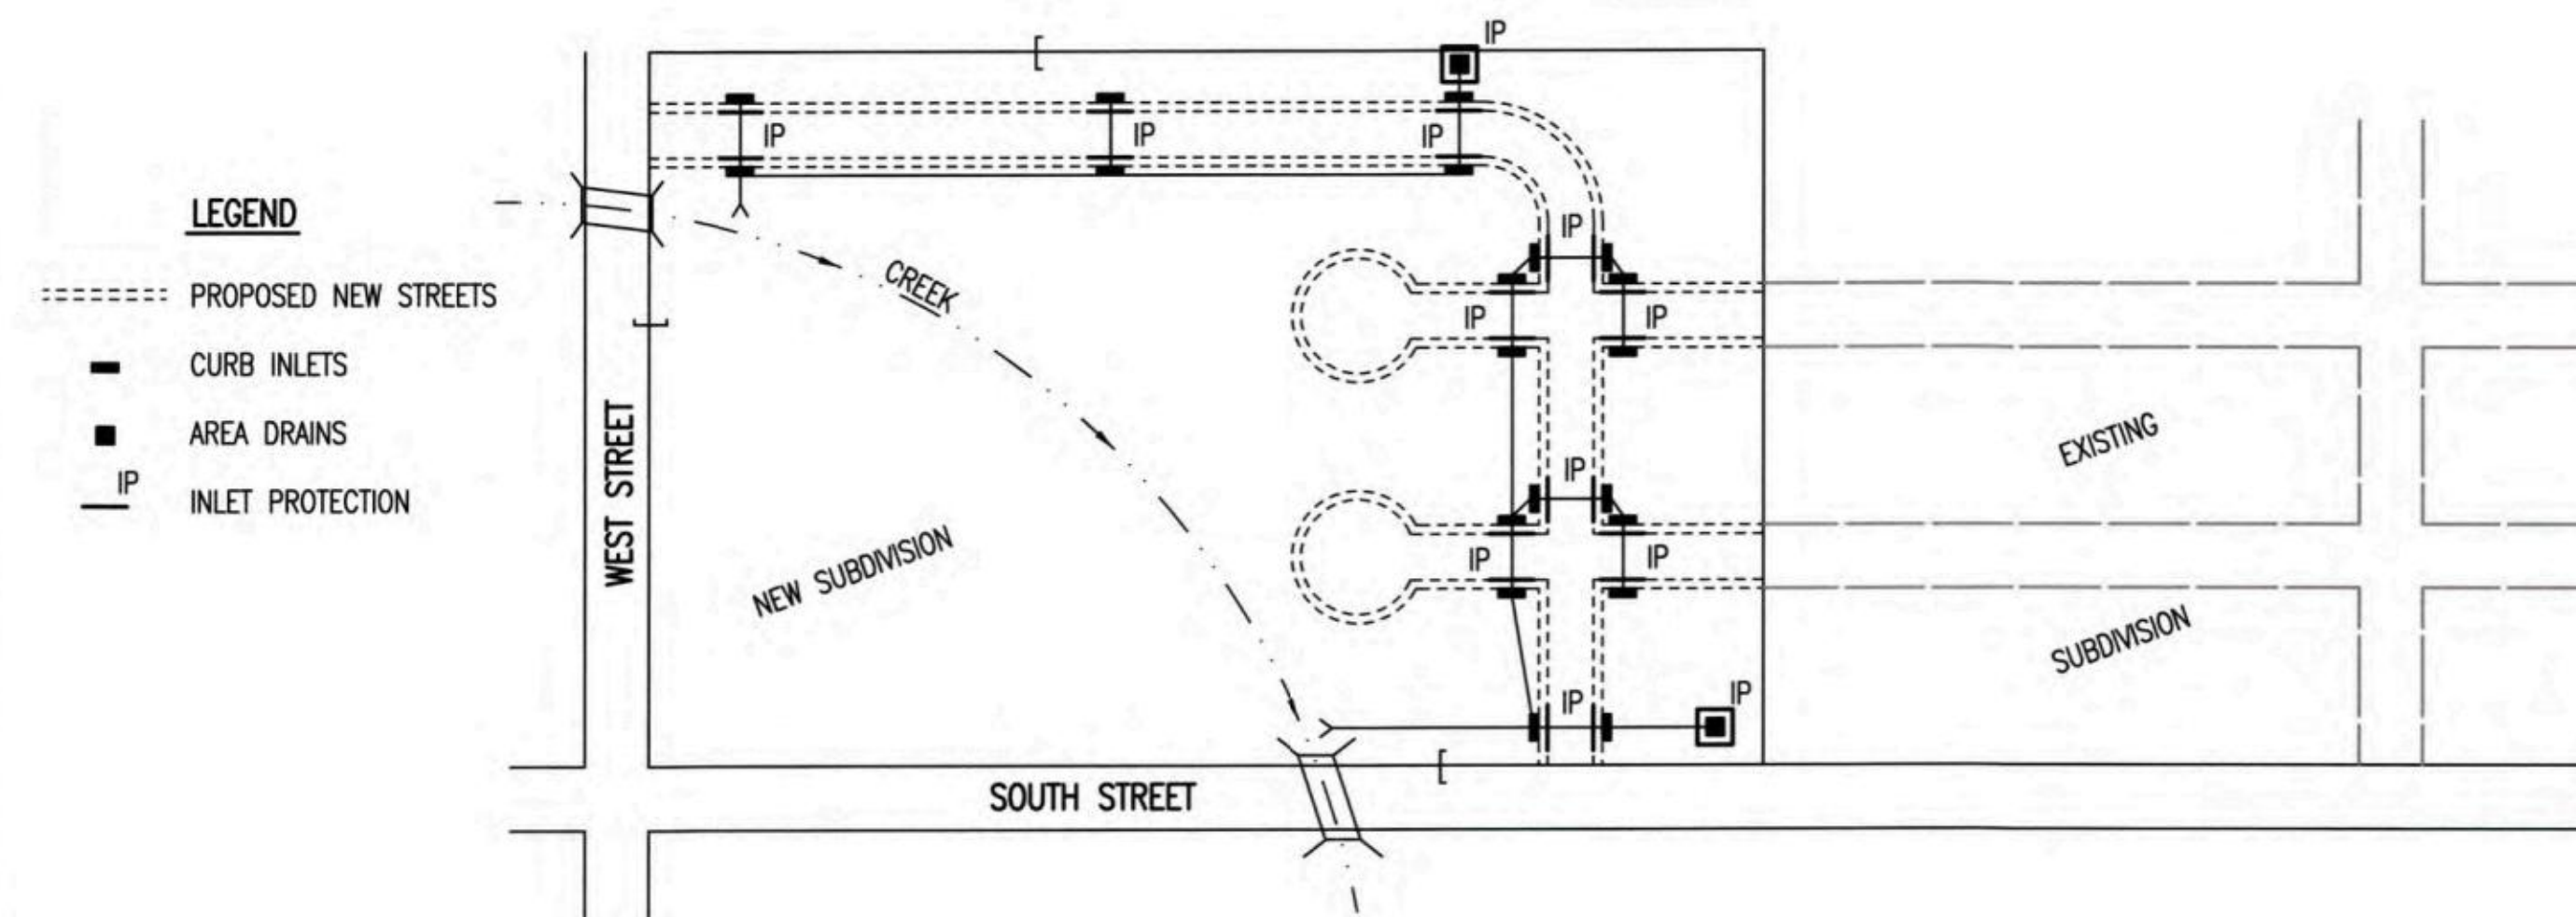 IP
IP
IP
IP
LEGEND
IP
PROPOSED NEW STREETS
CREEK
IP
IP
CURB INLETS
WEST STREET
AREA DRAINS
EXISTING
IP
IP
INLET PROTECTION
NEW SUBDIVISION
IP
IP
SUBDIVISION
IP
IP
SOUTH STREET